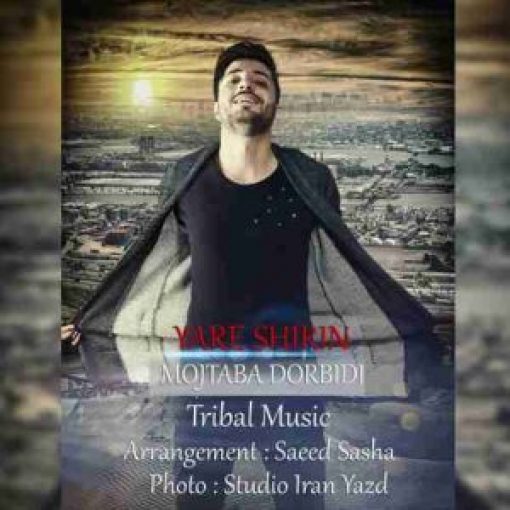 YARE SHIKIN
MOJTABA DORBIDI
Tribal Music
Arrangement : Saeed Sasha
Photo : Studio Iran Yazd